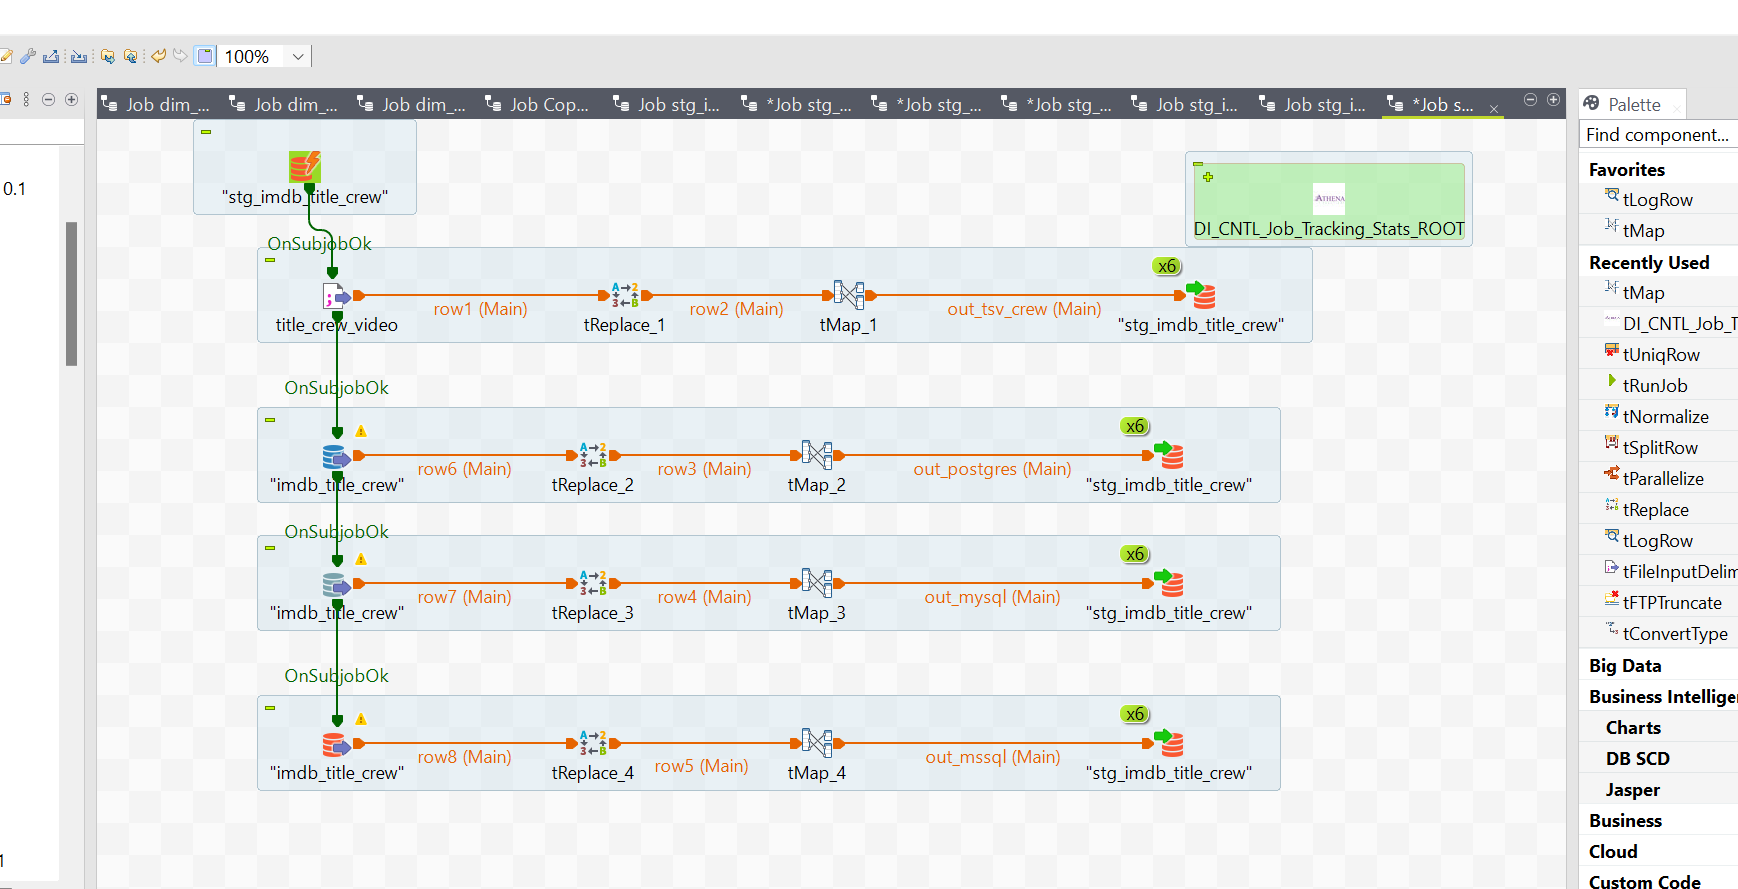 100%
Job dim_...
Job dim_...
Job dim_...
Job Cop...
Job stg_i...
*Job stg_...
*Job stg_...
*Job stg_...
Job stg_i...
Job stg_i...
*Job s...
Palette
Find component...
0.1
1
"stg_imdb_title_crew"
ATHENA
DI_CNTL_Job_Tracking_Stats_ROOT
OnSubjobOk
x6
row1 (Main)
row2 (Main)
out_tsv_crew (Main)
title_crew_video
tReplace_1
tMap_1
"stg_imdb_title_crew"
OnSubjobOk
x6
row6 (Main)
row3 (Main)
out_postgres (Main)
"imdb_title_crew"
tReplace_2
tMap_2
"stg_imdb_title_crew"
OnSubjobOk
x6
row7 (Main)
row4 (Main)
out_mysql (Main)
"imdb_title_crew"
tReplace_3
tMap_3
"stg_imdb_title_crew"
OnSubjobOk
x6
row8 (Main)
row5 (Main)
out_mssql (Main)
"imdb_title_crew"
tReplace_4
tMap_4
"stg_imdb_title_crew"
Favorites
tLogRow
tMap
Recently Used
tMap
DI_CNTL_Job_T
tUniqRow
tRunJob
tNormalize
tSplitRow
tParallelize
tReplace
tLogRow
tFileInputDelim
tFTPTruncate
tConvertType
Big Data
Business Intellige
Charts
DB SCD
Jasper
Business
Cloud
Custom Code